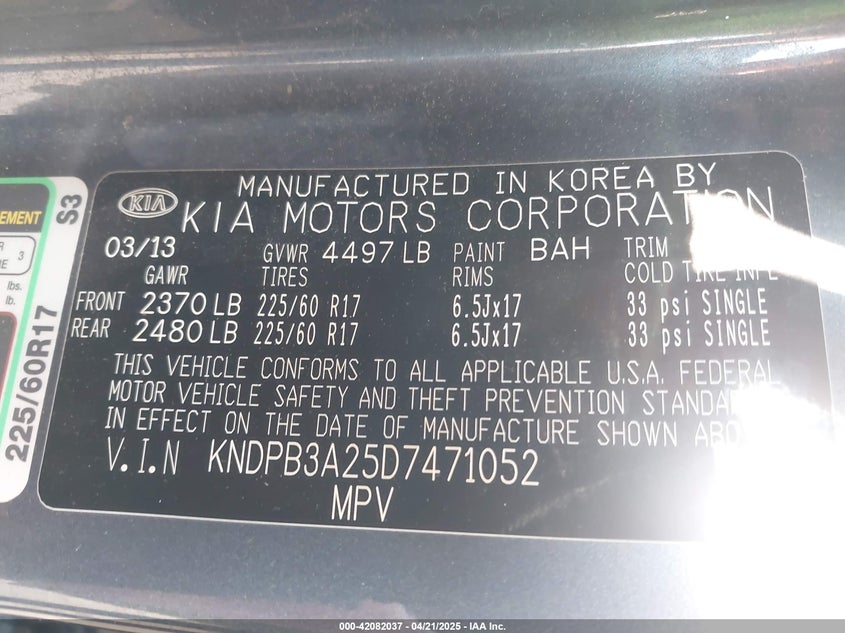 MANUFACTURED IN KOREA BY
KIA KIA MOTORS CORPORATION
03/13 GVWR 4497 LB PAINT BAH TRIM
GAWR TIRES RIMS COLD TIRE INFL
FRONT 2370 LB 225/60 R17 6.5Jx17 33 psi SINGLE
REAR 2480 LB 225/60 R17 6.5Jx17 33 psi SINGLE
THIS VEHICLE CONFORMS TO ALL APPLICABLE U.S.A. FEDERAL
MOTOR VEHICLE SAFETY AND THEFT PREVENTION
IN EFFECT ON THE DATE OF MANUFACTURE SHOWN
V.I.N KNDPB3A25D7471052
MPV
3
lbs.
lb.
225/60R17 S3
000-42082037 - 04/21/2025 - IAA Inc.